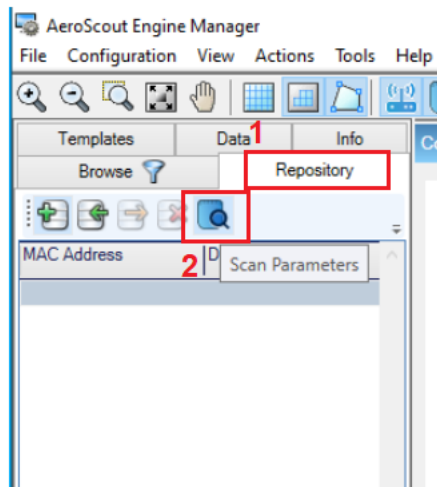 AeroScout Engine Manager
File Configuration View Actions Tools Help
Templates Data 1 Info
Browse Repository
MAC Address 2 D Scan Parameters